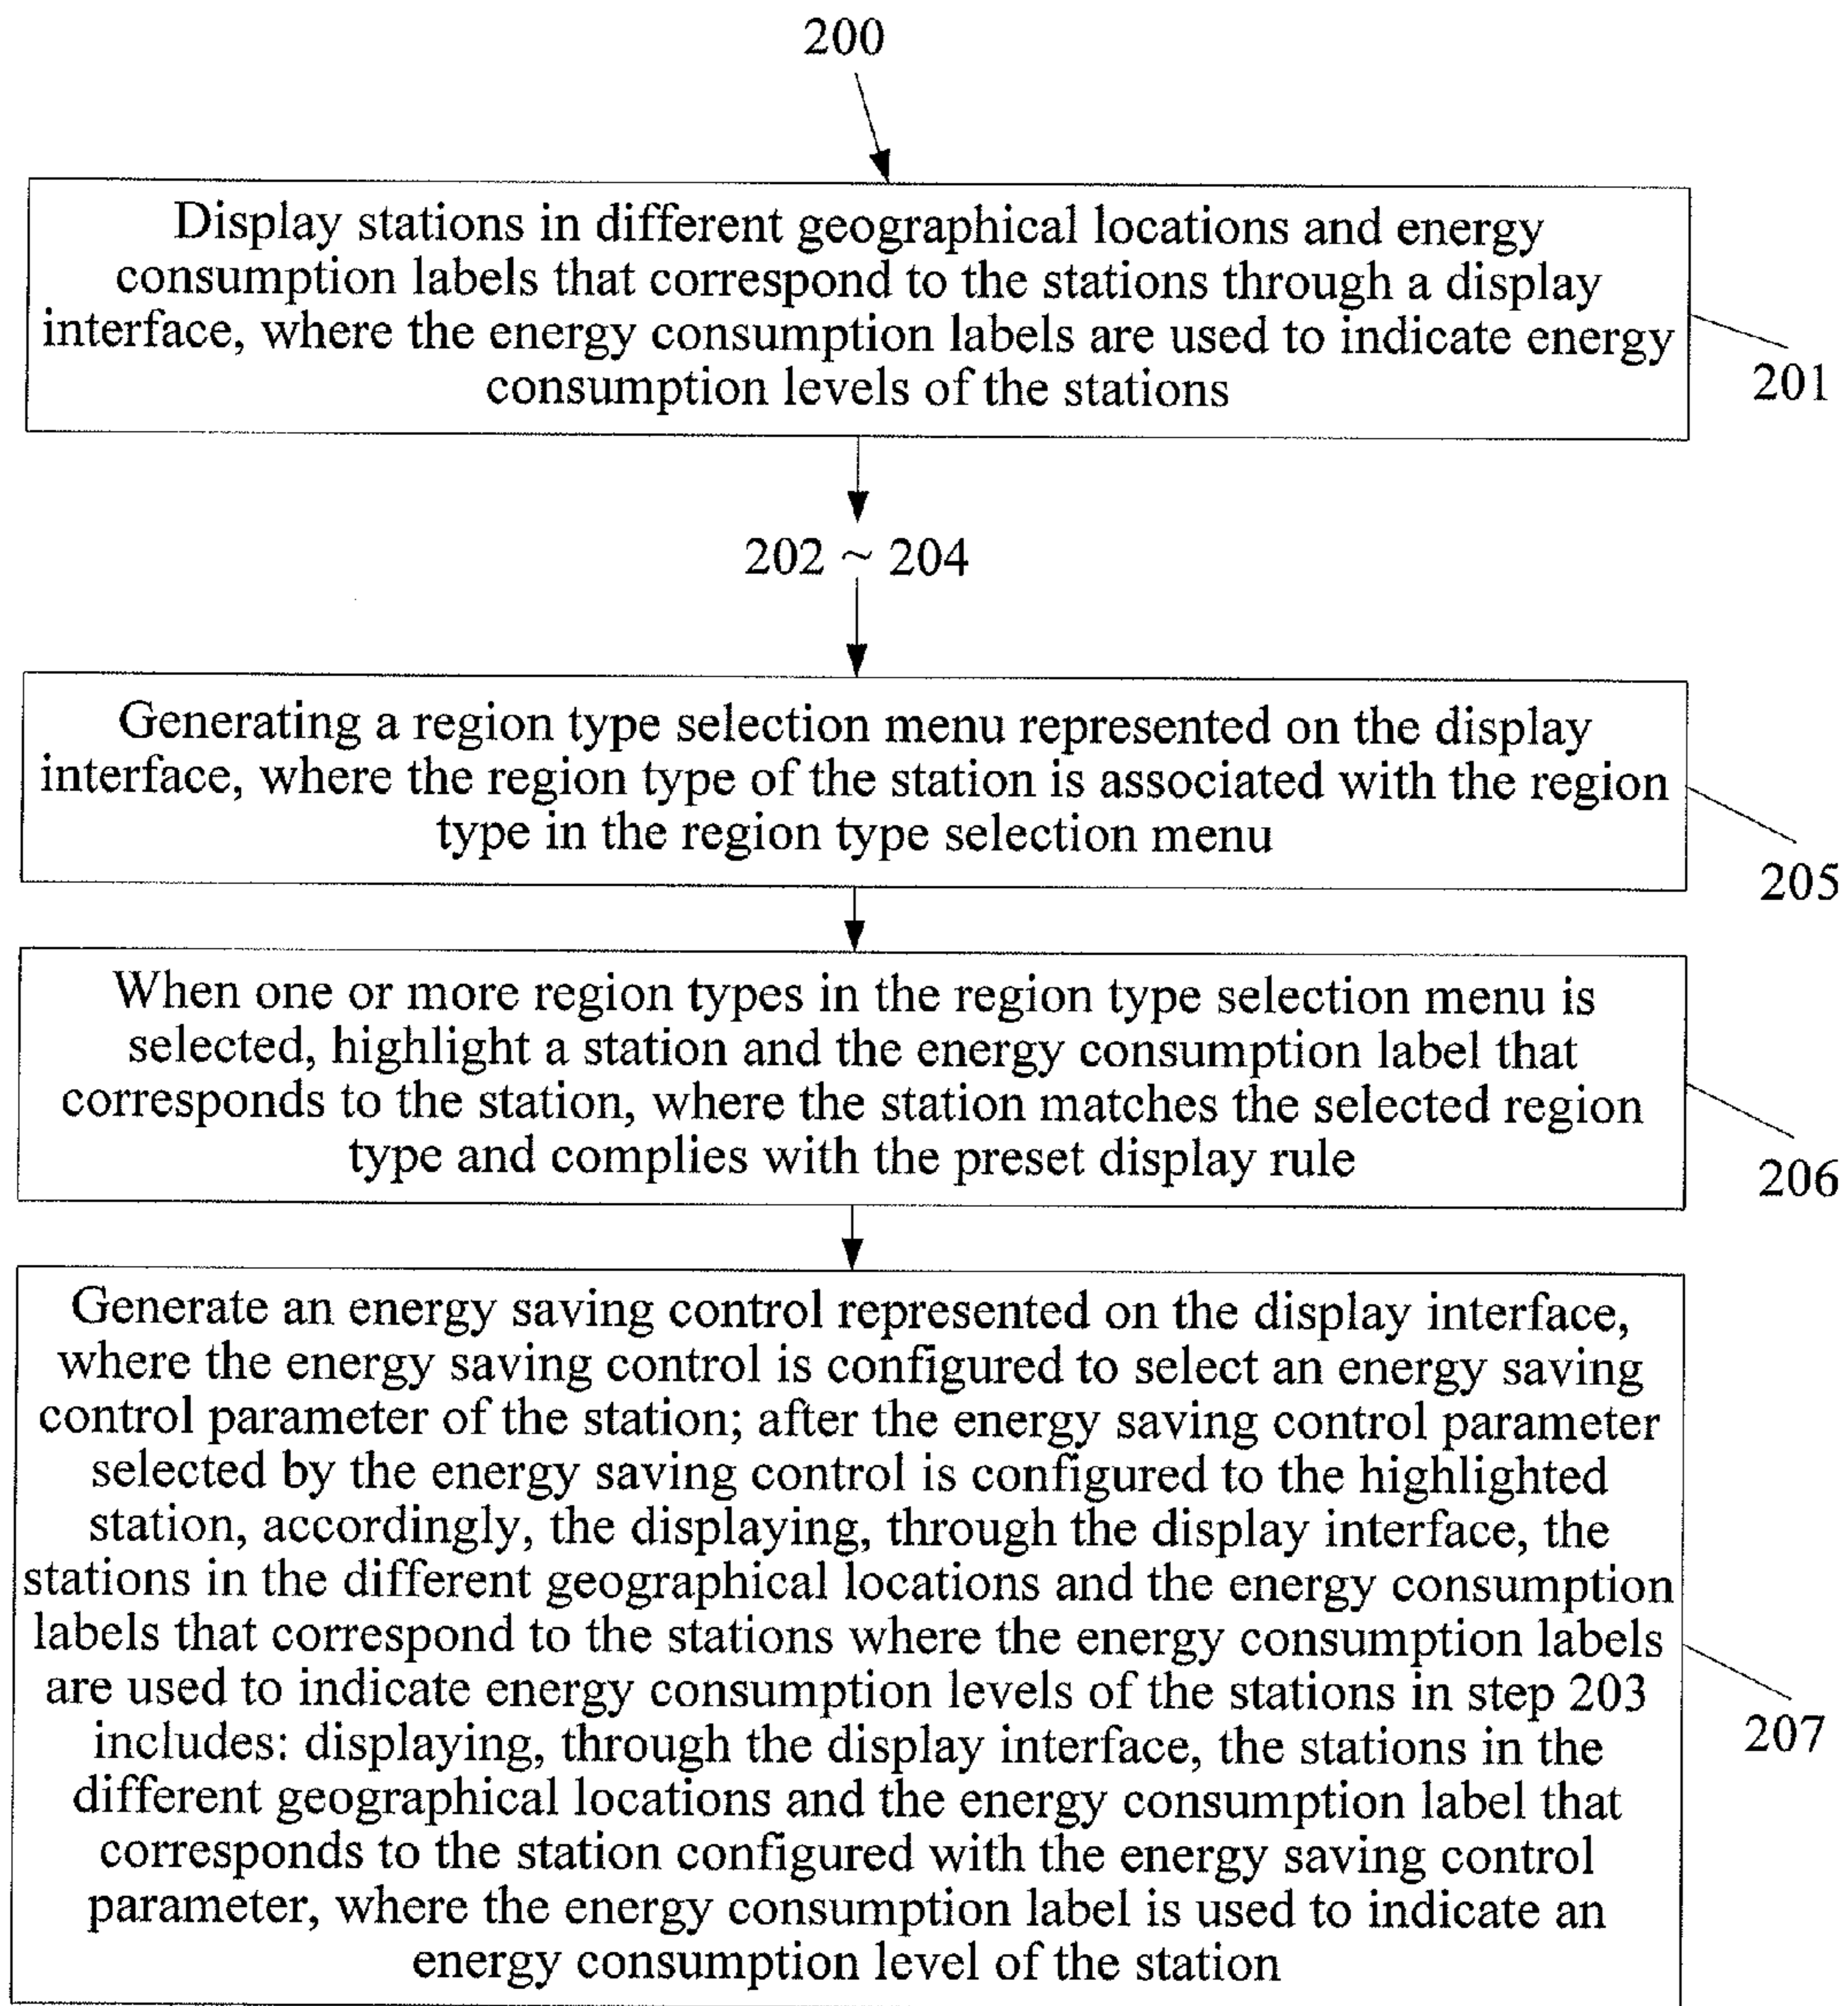 200
Display stations in different geographical locations and energy
consumption labels that correspond to the stations through a display
interface, where the energy consumption labels are used to indicate energy
consumption levels of the stations
201
202 ~ 204
Generating a region type selection menu represented on the display
interface, where the region type of the station is associated with the region
type in the region type selection menu
205
When one or more region types in the region type selection menu is
selected, highlight a station and the energy consumption label that
corresponds to the station, where the station matches the selected region
type and complies with the preset display rule
206
Generate an energy saving control represented on the display interface,
where the energy saving control is configured to select an energy saving
control parameter of the station; after the energy saving control parameter
selected by the energy saving control is configured to the highlighted
station, accordingly, the displaying, through the display interface, the
stations in the different geographical locations and the energy consumption
labels that correspond to the stations where the energy consumption labels
are used to indicate energy consumption levels of the stations in step 203
includes: displaying, through the display interface, the stations in the
different geographical locations and the energy consumption label that
corresponds to the station configured with the energy saving control
parameter, where the energy consumption label is used to indicate an
energy consumption level of the station
207